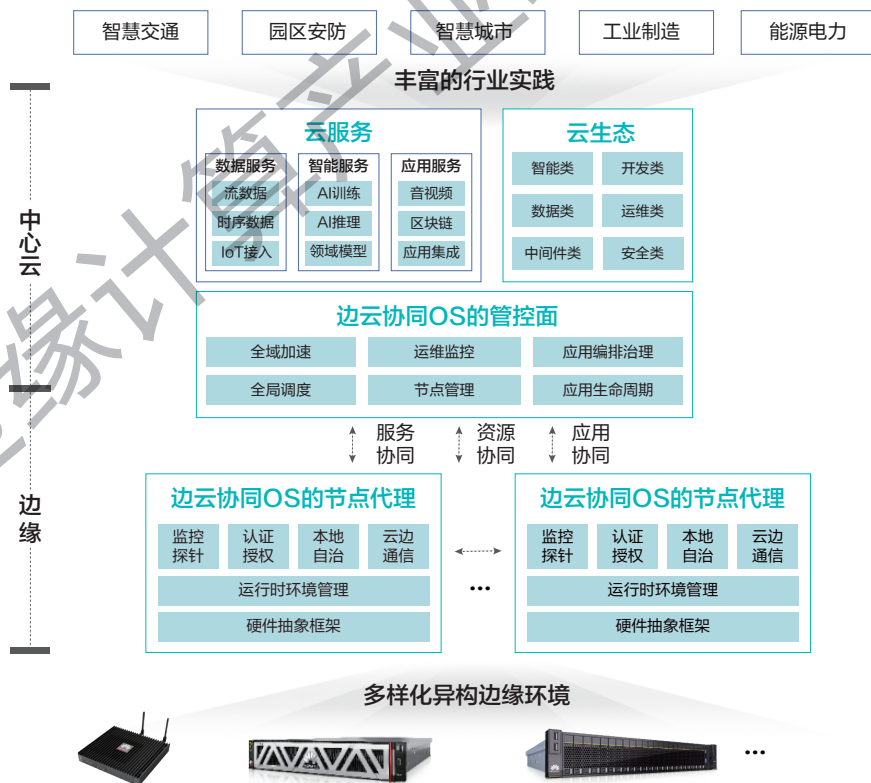 智慧交通 园区安防 智慧城市 工业制造 能源电力
丰富的行业实践
云服务
数据服务 智能服务 应用服务
流数据 AI训练 音视频
时序数据 AI推理 区块链
IoT接入 领域模型 应用集成
云生态
智能类 开发类
数据类 运维类
中间件类 安全类
中心云
边云协同OS的管控面
全域加速 运维监控 应用编排治理
全局调度 节点管理 应用生命周期
服务协同 资源协同 应用协同
边缘
边云协同OS的节点代理
监控探针 认证授权 本地自治 云边通信
运行时环境管理
硬件抽象框架
...
边云协同OS的节点代理
监控探针 认证授权 本地自治 云边通信
运行时环境管理
硬件抽象框架
多样化异构边缘环境
...
缘计算产业